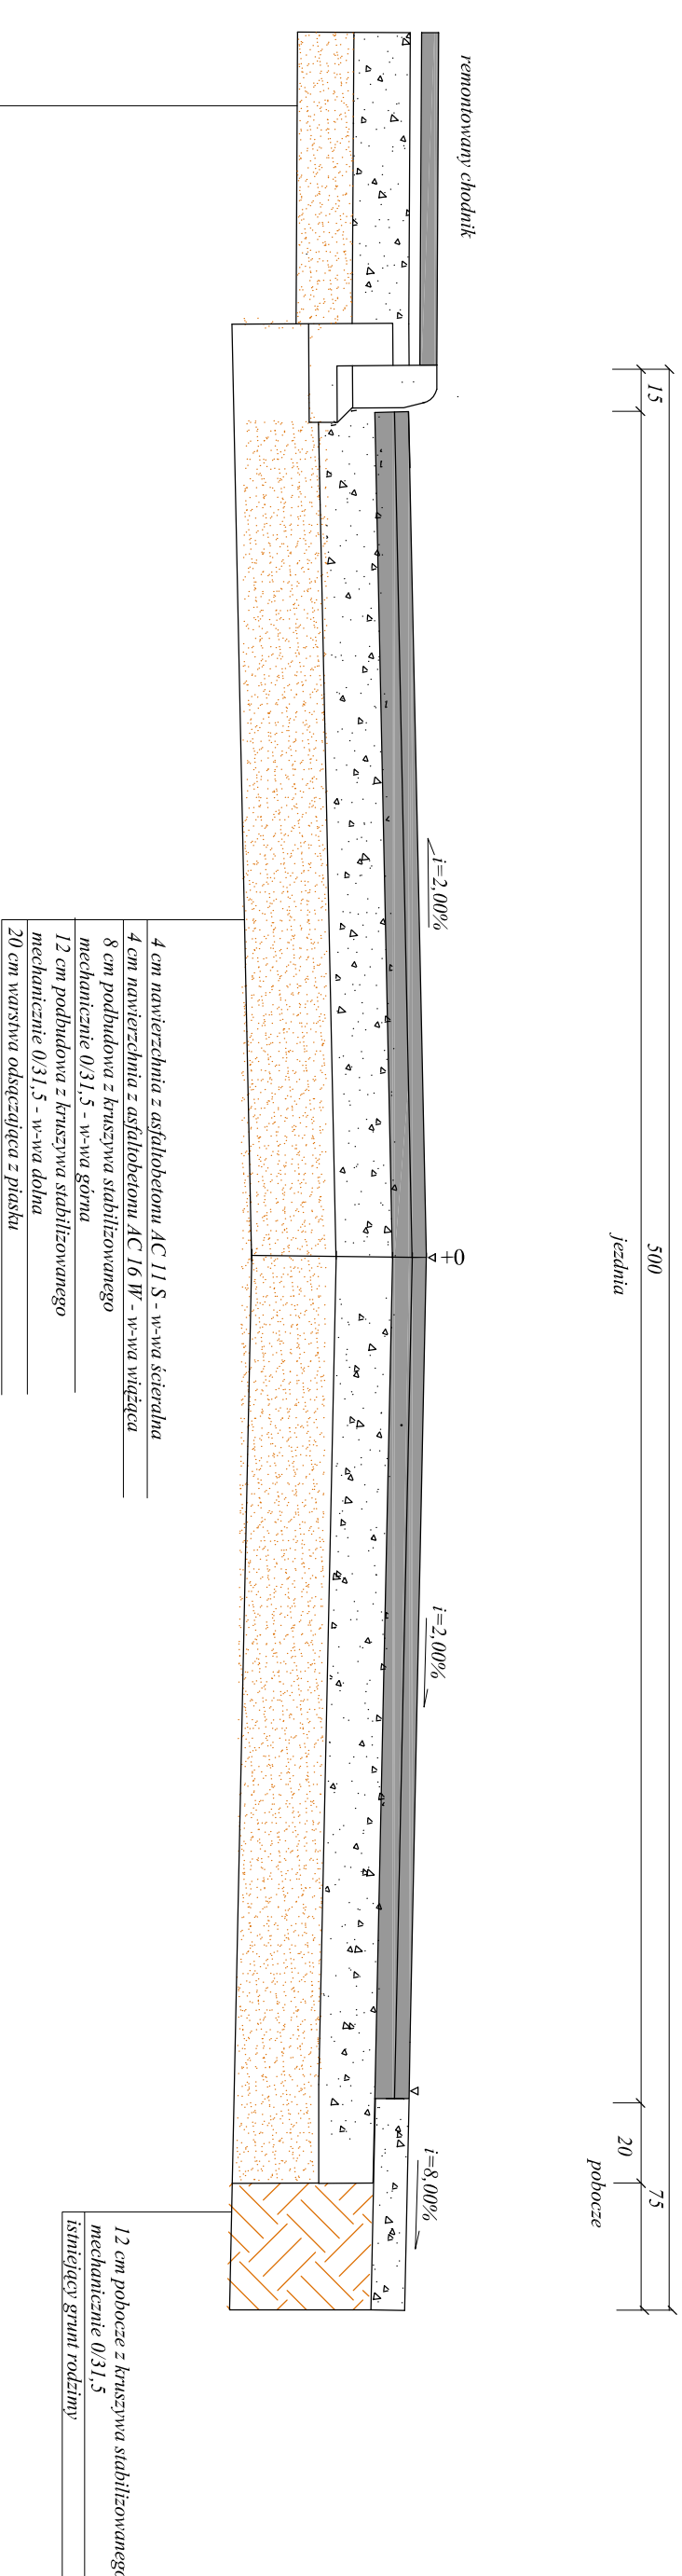 remontowany chodnik
15
500
jezdnia
20
75
pobocze
i=2,00%
+0
i=2,00%
i=8,00%
4 cm nawierzchnia z asfaltobetonu AC 11 S - w-wa ścieralna
4 cm nawierzchnia z asfaltobetonu AC 16 W - w-wa wiążąca
8 cm podbudowa z kruszywa stabilizowanego
mechanicznie 0/31,5 - w-wa górna
12 cm podbudowa z kruszywa stabilizowanego
mechanicznie 0/31,5 - w-wa dolna
20 cm warstwa odsączająca z piasku
12 cm pobocze z kruszywa stabilizowanego
mechanicznie 0/31,5
istniejący grunt rodzimy